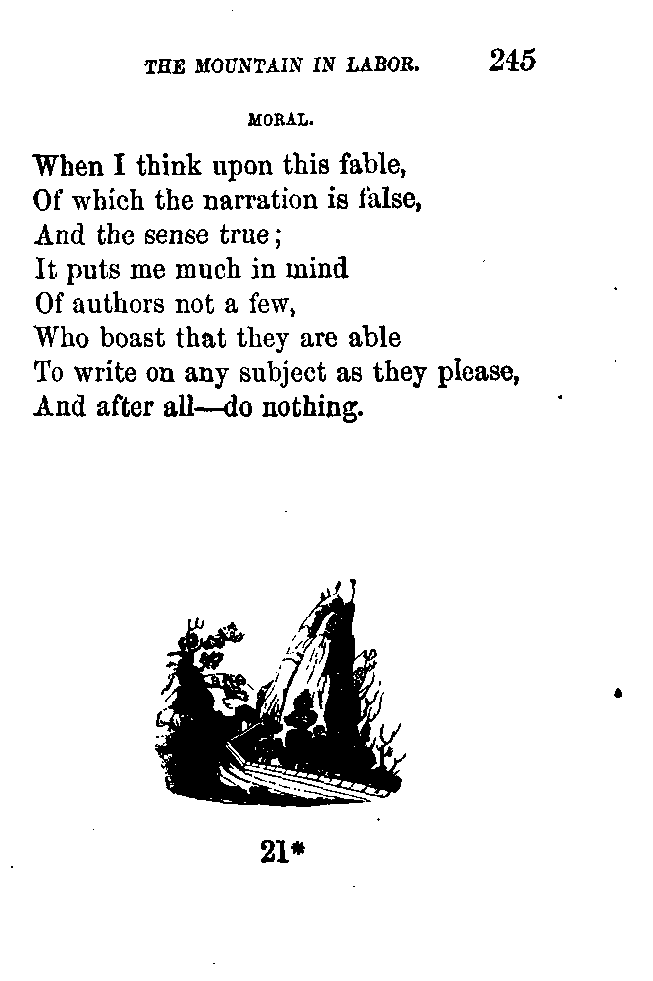 THE MOUNTAIN IN LABOR. 245
MORAL.
When I think upon this fable,
Of which the narration is false,
And the sense true;
It puts me much in mind
Of authors not a few,
Who boast that they are able
To write on any subject as they please,
And after all—do nothing.
21*